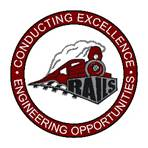 • CONDUCTING EXCELLENCE •
ENGINEERING OPPORTUNITIES
RAILS